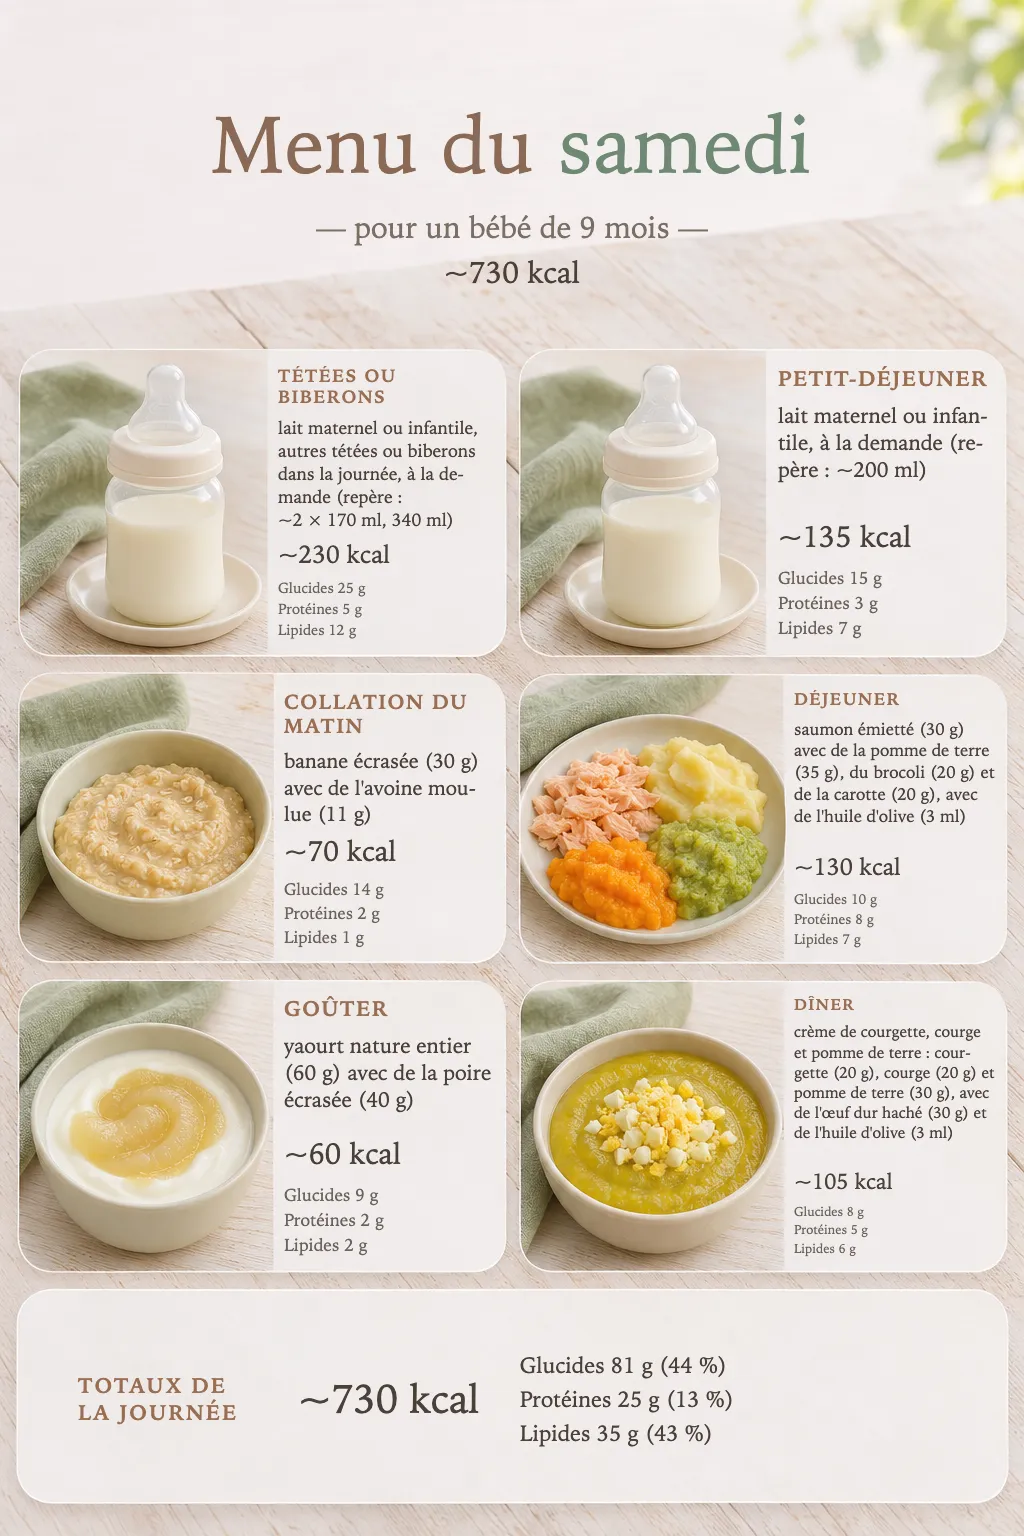 Menu du samedi
— pour un bébé de 9 mois —
~730 kcal
TÉTÉES OU
BIBERONS
lait maternel ou infantile,
autres tétées ou biberons
dans la journée, à la de-
mande (repère :
~2 × 170 ml, 340 ml)
~230 kcal
Glucides 25 g
Protéines 5 g
Lipides 12 g
PETIT-DÉJEUNER
lait maternel ou infan-
tile, à la demande (re-
père : ~200 ml)
~135 kcal
Glucides 15 g
Protéines 3 g
Lipides 7 g
COLLATION DU
MATIN
banane écrasée (30 g)
avec de l'avoine mou-
lue (11 g)
~70 kcal
Glucides 14 g
Protéines 2 g
Lipides 1 g
DÉJEUNER
saumon émietté (30 g)
avec de la pomme de terre
(35 g), du brocoli (20 g) et
de la carotte (20 g), avec
de l'huile d'olive (3 ml)
~130 kcal
Glucides 10 g
Protéines 8 g
Lipides 7 g
GOÛTER
yaourt nature entier
(60 g) avec de la poire
écrasée (40 g)
~60 kcal
Glucides 9 g
Protéines 2 g
Lipides 2 g
DÎNER
crème de courgette, courge
et pomme de terre : cour-
gette (20 g), courge (20 g) et
pomme de terre (30 g), avec
de l'œuf dur haché (30 g) et
de l'huile d'olive (3 ml)
~105 kcal
Glucides 8 g
Protéines 5 g
Lipides 6 g
TOTAUX DE
LA JOURNÉE
~730 kcal
Glucides 81 g (44 %)
Protéines 25 g (13 %)
Lipides 35 g (43 %)